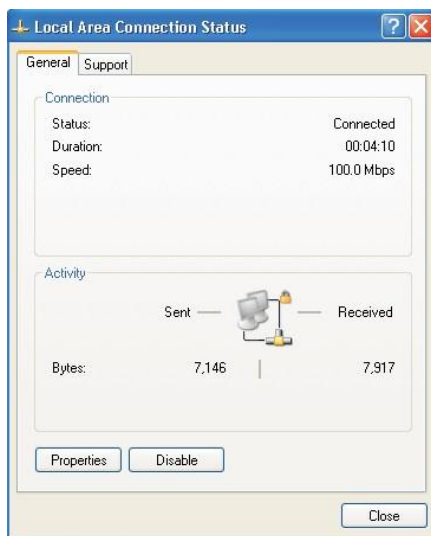 Local Area Connection Status
General Support
Connection
Status: Connected
Duration: 00:04:10
Speed: 100.0 Mbps
Activity
Sent — — Received
Bytes: 7,146 | 7,917
Properties Disable
Close